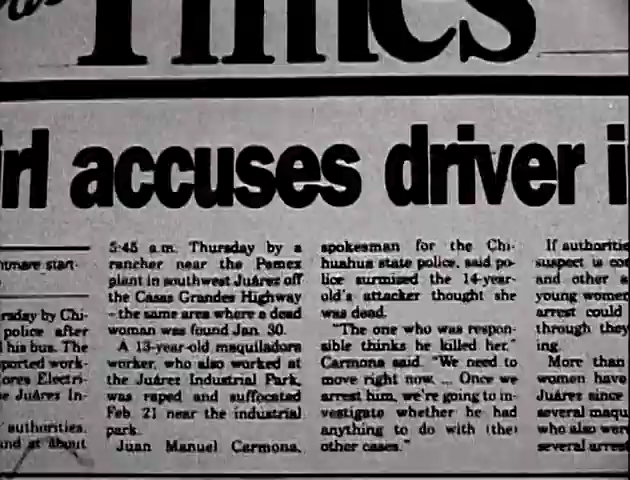 Times
irl accuses driver i
ntmare start-
rsday by Chi-
police after
his bus. The
ported work-
ores Electri-
e Juárez In-
authorities,
and at about
5:45 a.m. Thursday by a
rancher near the Pemex
plant in southwest Juárez off
the Casas Grandes Highway
– the same area where a dead
woman was found Jan. 30.
A 13-year-old maquiladora
worker, who also worked at
the Juárez Industrial Park,
was raped and suffocated
Feb. 21 near the industrial
park.
Juan Manuel Carmona,
spokesman for the Chi-
huahua state police, said po-
lice surmised the 14-year-
old's attacker thought she
was dead.
"The one who was respon-
sible thinks he killed her,"
Carmona said. "We need to
move right now. ... Once we
arrest him, we're going to in-
vestigate whether he had
anything to do with (the)
other cases."
If authoritie
suspect is con
and other a
young women
arrest could
through they
ing.
More than
women have
Juárez since
several maqu
who also wer
several arrest